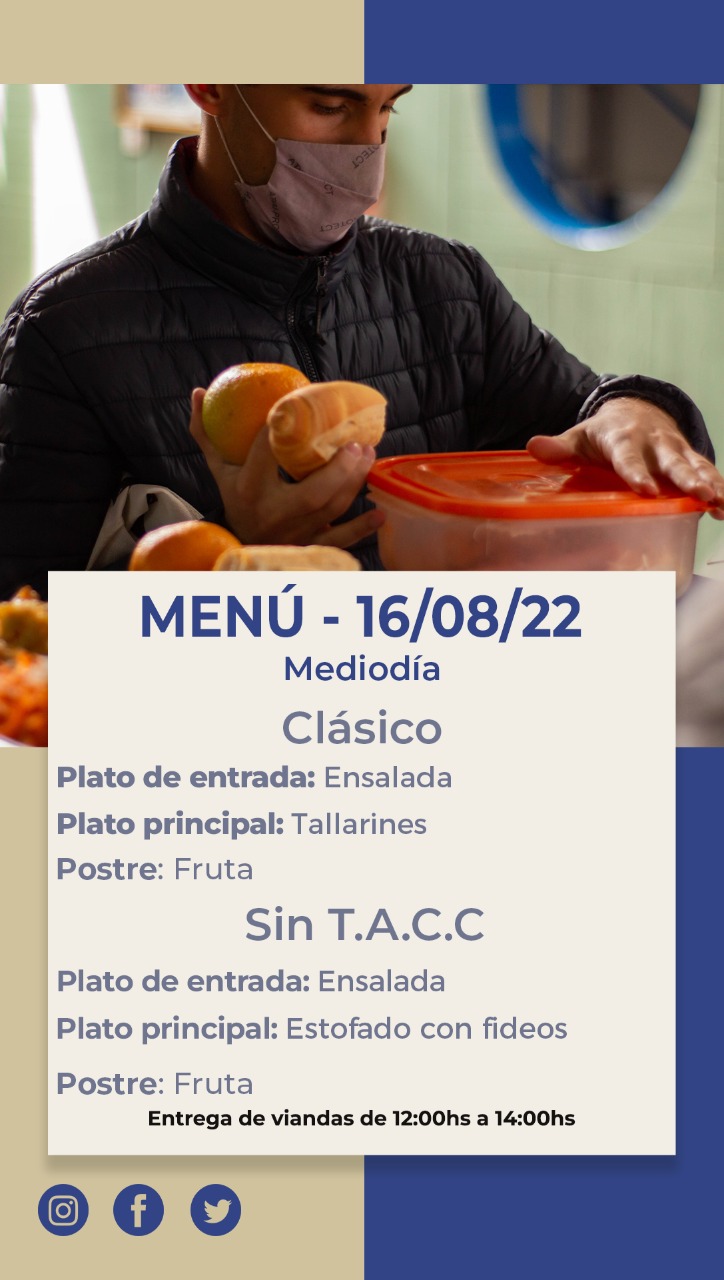 MENÚ - 16/08/22
Mediodía
Clásico
Plato de entrada: Ensalada
Plato principal: Tallarines
Postre: Fruta
Sin T.A.C.C
Plato de entrada: Ensalada
Plato principal: Estofado con fideos
Postre: Fruta
Entrega de viandas de 12:00hs a 14:00hs